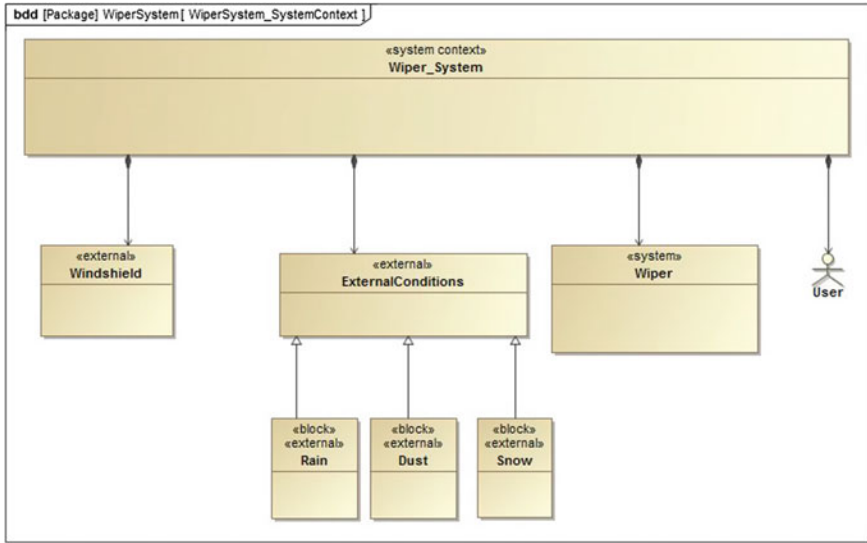 bdd [Package] WiperSystem[ WiperSystem_SystemContext ]
«system context»
Wiper_System
«external»
Windshield
«external»
ExternalConditions
«system»
Wiper
User
«block»
«external»
Rain
«block»
«external»
Dust
«block»
«external»
Snow